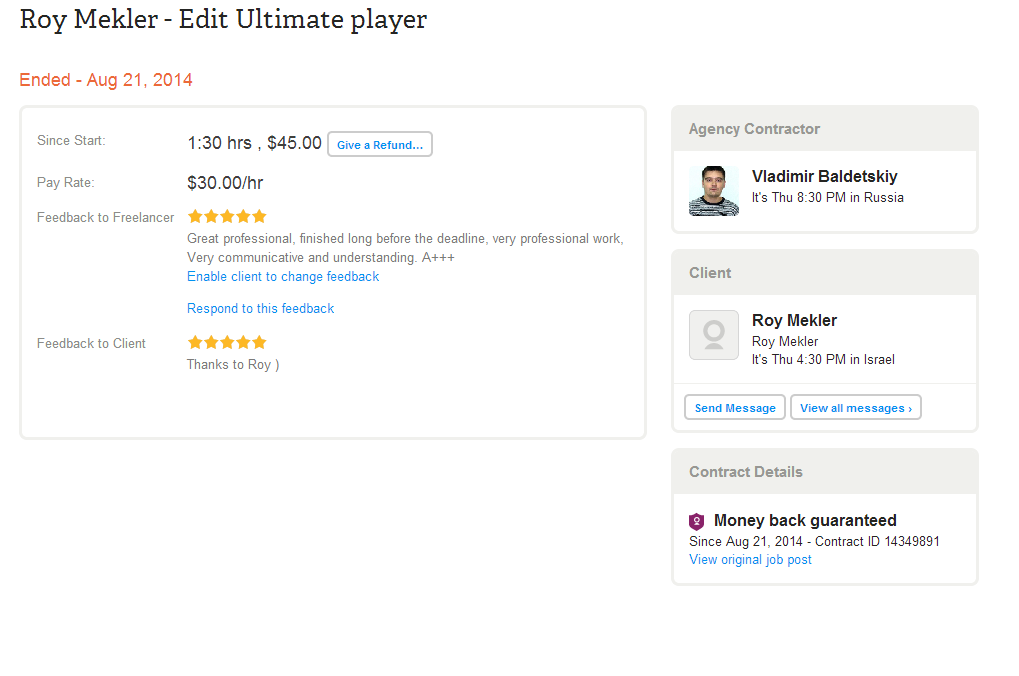 Roy Mekler - Edit Ultimate player
Ended - Aug 21, 2014
Since Start: 1:30 hrs , $45.00 Give a Refund...
Pay Rate: $30.00/hr
Feedback to Freelancer
Great professional, finished long before the deadline, very professional work,
Very communicative and understanding. A+++
Enable client to change feedback
Respond to this feedback
Feedback to Client
Thanks to Roy )
Agency Contractor
Vladimir Baldetskiy
It's Thu 8:30 PM in Russia
Client
Roy Mekler
Roy Mekler
It's Thu 4:30 PM in Israel
Send Message View all messages ›
Contract Details
Money back guaranteed
Since Aug 21, 2014 - Contract ID 14349891
View original job post